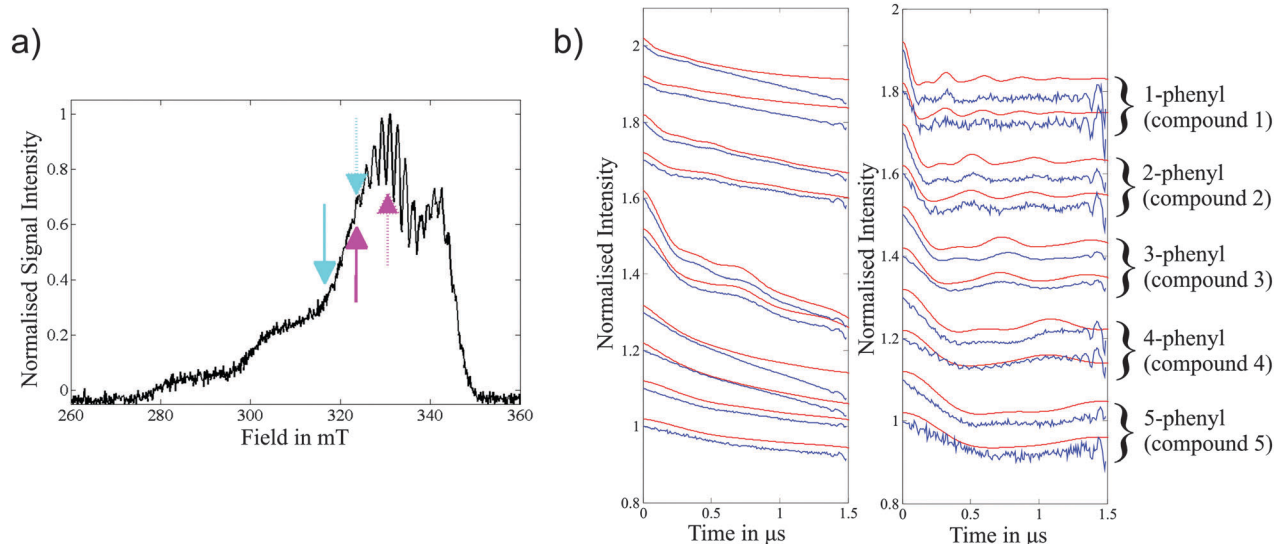 a)
Normalised Signal Intensity
1
0.8
0.6
0.4
0.2
0
260
280
300
320
340
360
Field in mT
b)
Normalised Intensity
2
1.8
1.6
1.4
1.2
1
0.8
0
0.5
1
1.5
Time in μs
Normalised Intensity
2
1.8
1.6
1.4
1.2
1
0.8
0
0.5
1
1.5
Time in μs
1-phenyl
(compound 1)
2-phenyl
(compound 2)
3-phenyl
(compound 3)
4-phenyl
(compound 4)
5-phenyl
(compound 5)